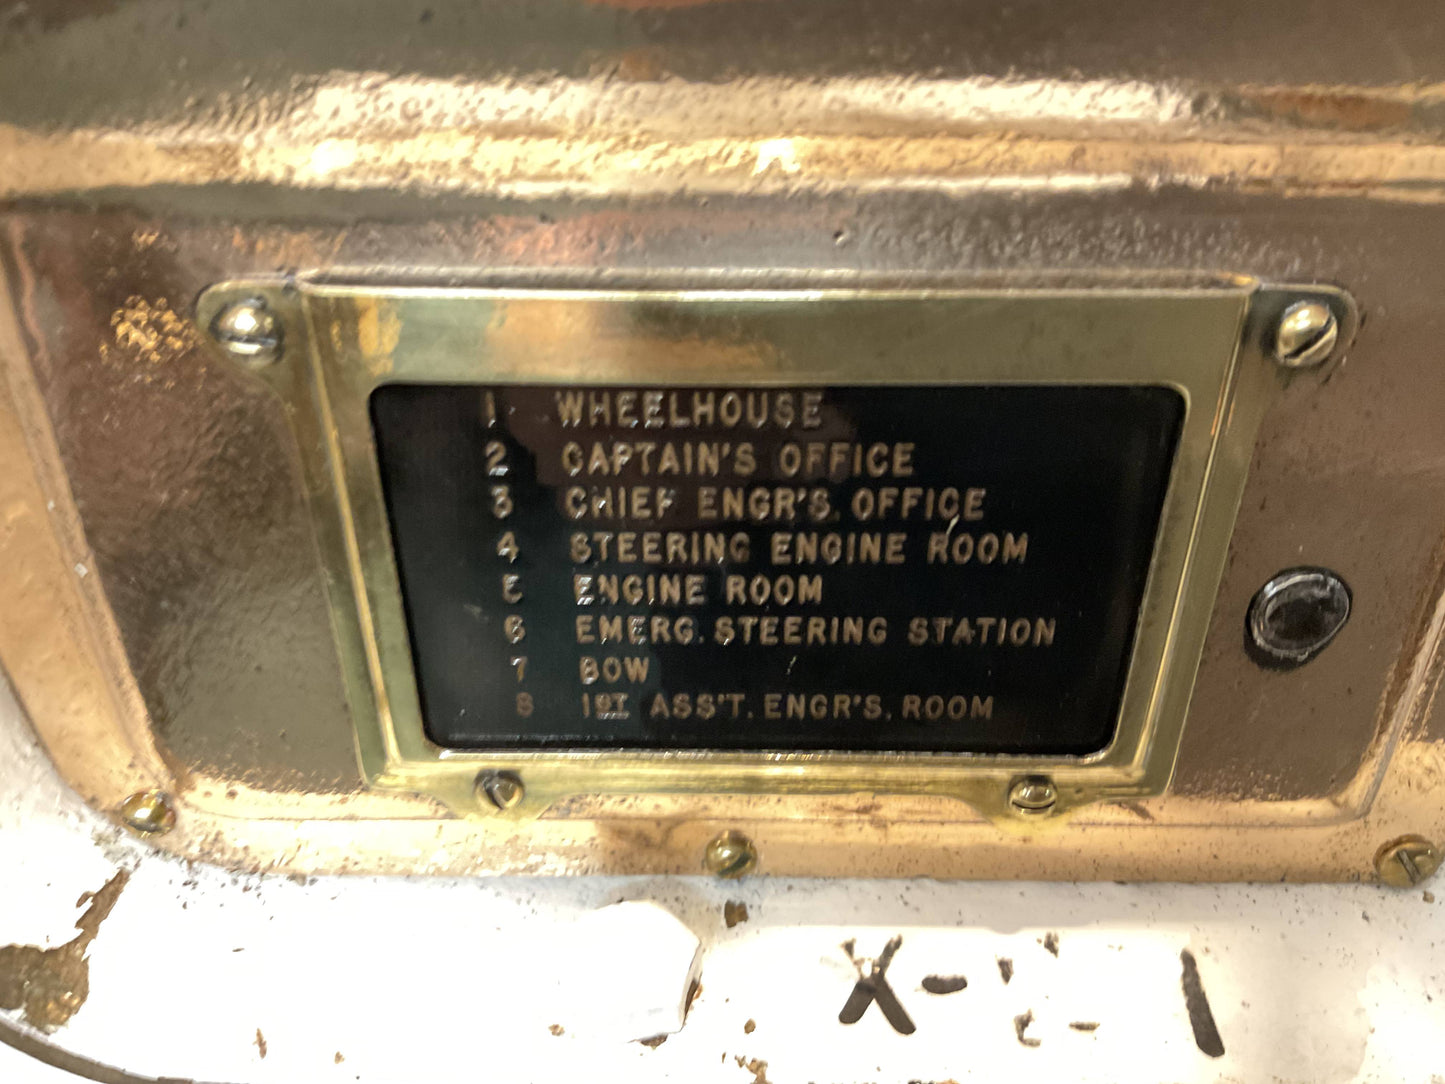 1 WHEELHOUSE
2 CAPTAIN'S OFFICE
3 CHIEF ENGR'S. OFFICE
4 STEERING ENGINE ROOM
5 ENGINE ROOM
6 EMERG. STEERING STATION
7 BOW
8 1ST ASS'T. ENGR'S. ROOM